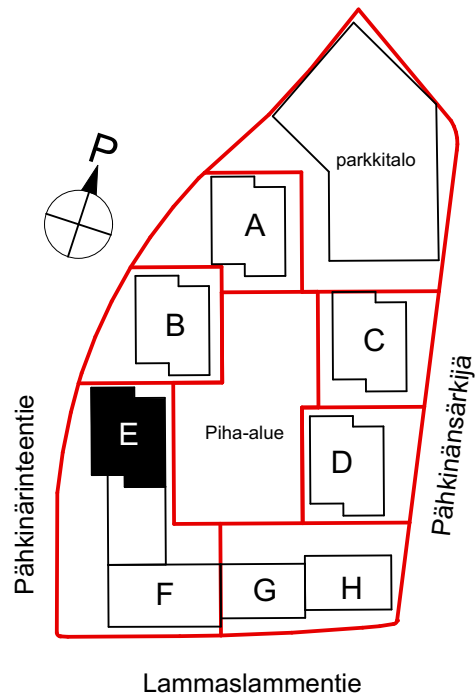 P
parkkitalo
A
B
C
E
Piha-alue
D
F
G
H
Pähkinärinteentie
Pähkinänsärkijä
Lammaslammentie